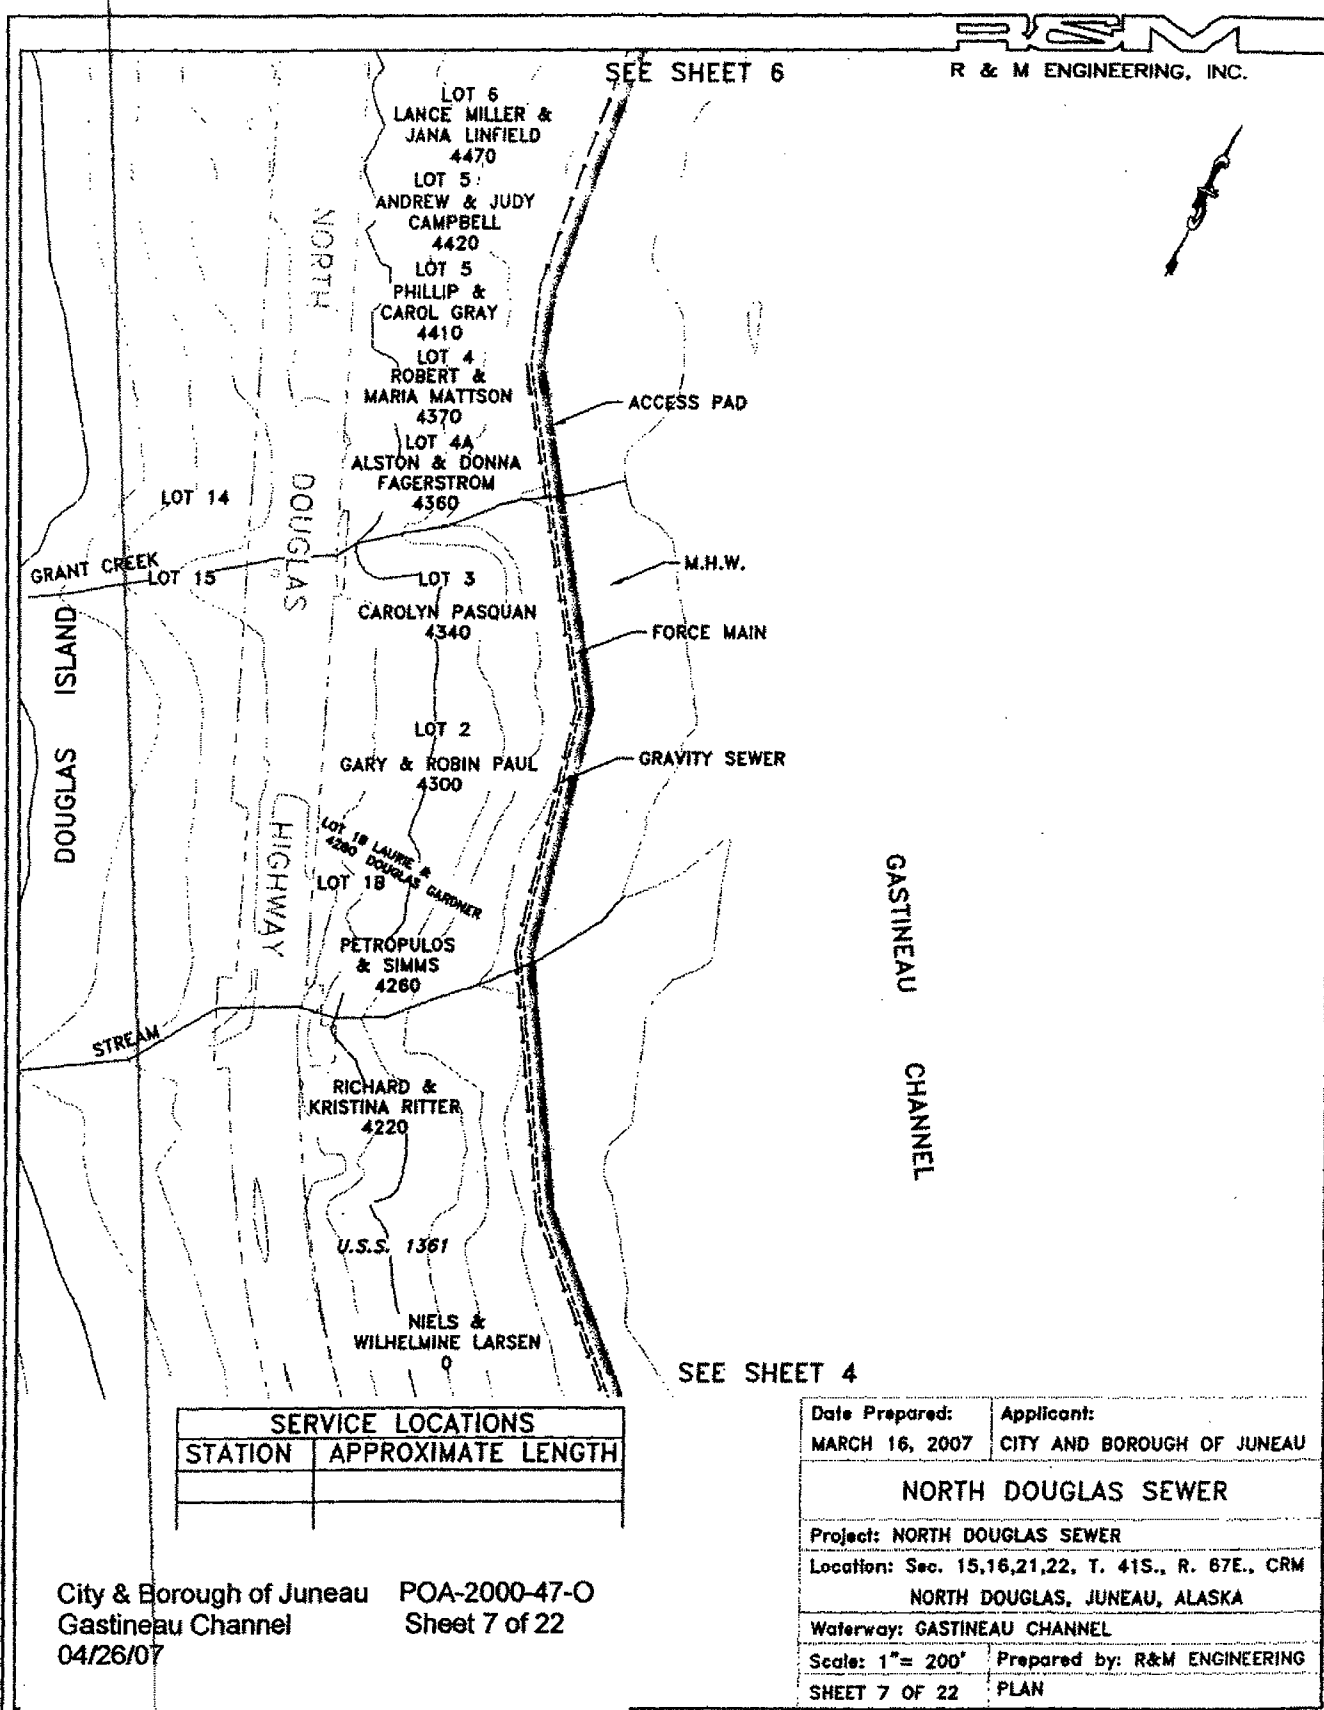 R&M
R & M ENGINEERING, INC.
SEE SHEET 6
LOT 6
LANCE MILLER &
JANA LINFIELD
4470
LOT 5
ANDREW & JUDY
CAMPBELL
4420
LOT 5
PHILLIP &
CAROL GRAY
4410
LOT 4
ROBERT &
MARIA MATTSON
4370
LOT 4A
ALSTON & DONNA
FAGERSTROM
4360
NORTH DOUGLAS HIGHWAY
ACCESS PAD
LOT 14
GRANT CREEK
LOT 15
LOT 3
CAROLYN PASQUAN
4340
M.H.W.
FORCE MAIN
DOUGLAS ISLAND
LOT 2
GARY & ROBIN PAUL
4300
GRAVITY SEWER
LOT 1B LAURIE &
4280 DOUGLAS GARDNER
LOT 1B
PETROPULOS
& SIMMS
4260
GASTINEAU CHANNEL
STREAM
RICHARD &
KRISTINA RITTER
4220
U.S.S. 1361
NIELS &
WILHELMINE LARSEN
0
SEE SHEET 4
SERVICE LOCATIONS
STATION APPROXIMATE LENGTH
Date Prepared: Applicant:
MARCH 16, 2007 CITY AND BOROUGH OF JUNEAU
NORTH DOUGLAS SEWER
Project: NORTH DOUGLAS SEWER
Location: Sec. 15,16,21,22, T. 41S., R. 67E., CRM
NORTH DOUGLAS, JUNEAU, ALASKA
Waterway: GASTINEAU CHANNEL
Scale: 1"= 200' Prepared by: R&M ENGINEERING
SHEET 7 OF 22 PLAN
City & Borough of Juneau POA-2000-47-O
Gastineau Channel Sheet 7 of 22
04/26/07